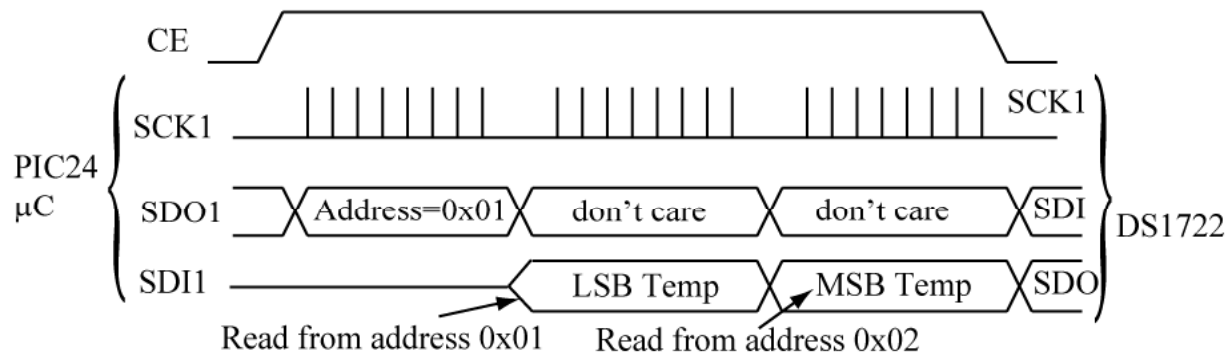 CE
SCK1
SCK1
PIC24
μC
SDO1
Address=0x01
don't care
don't care
SDI
DS1722
SDI1
LSB Temp
MSB Temp
SDO
Read from address 0x01
Read from address 0x02